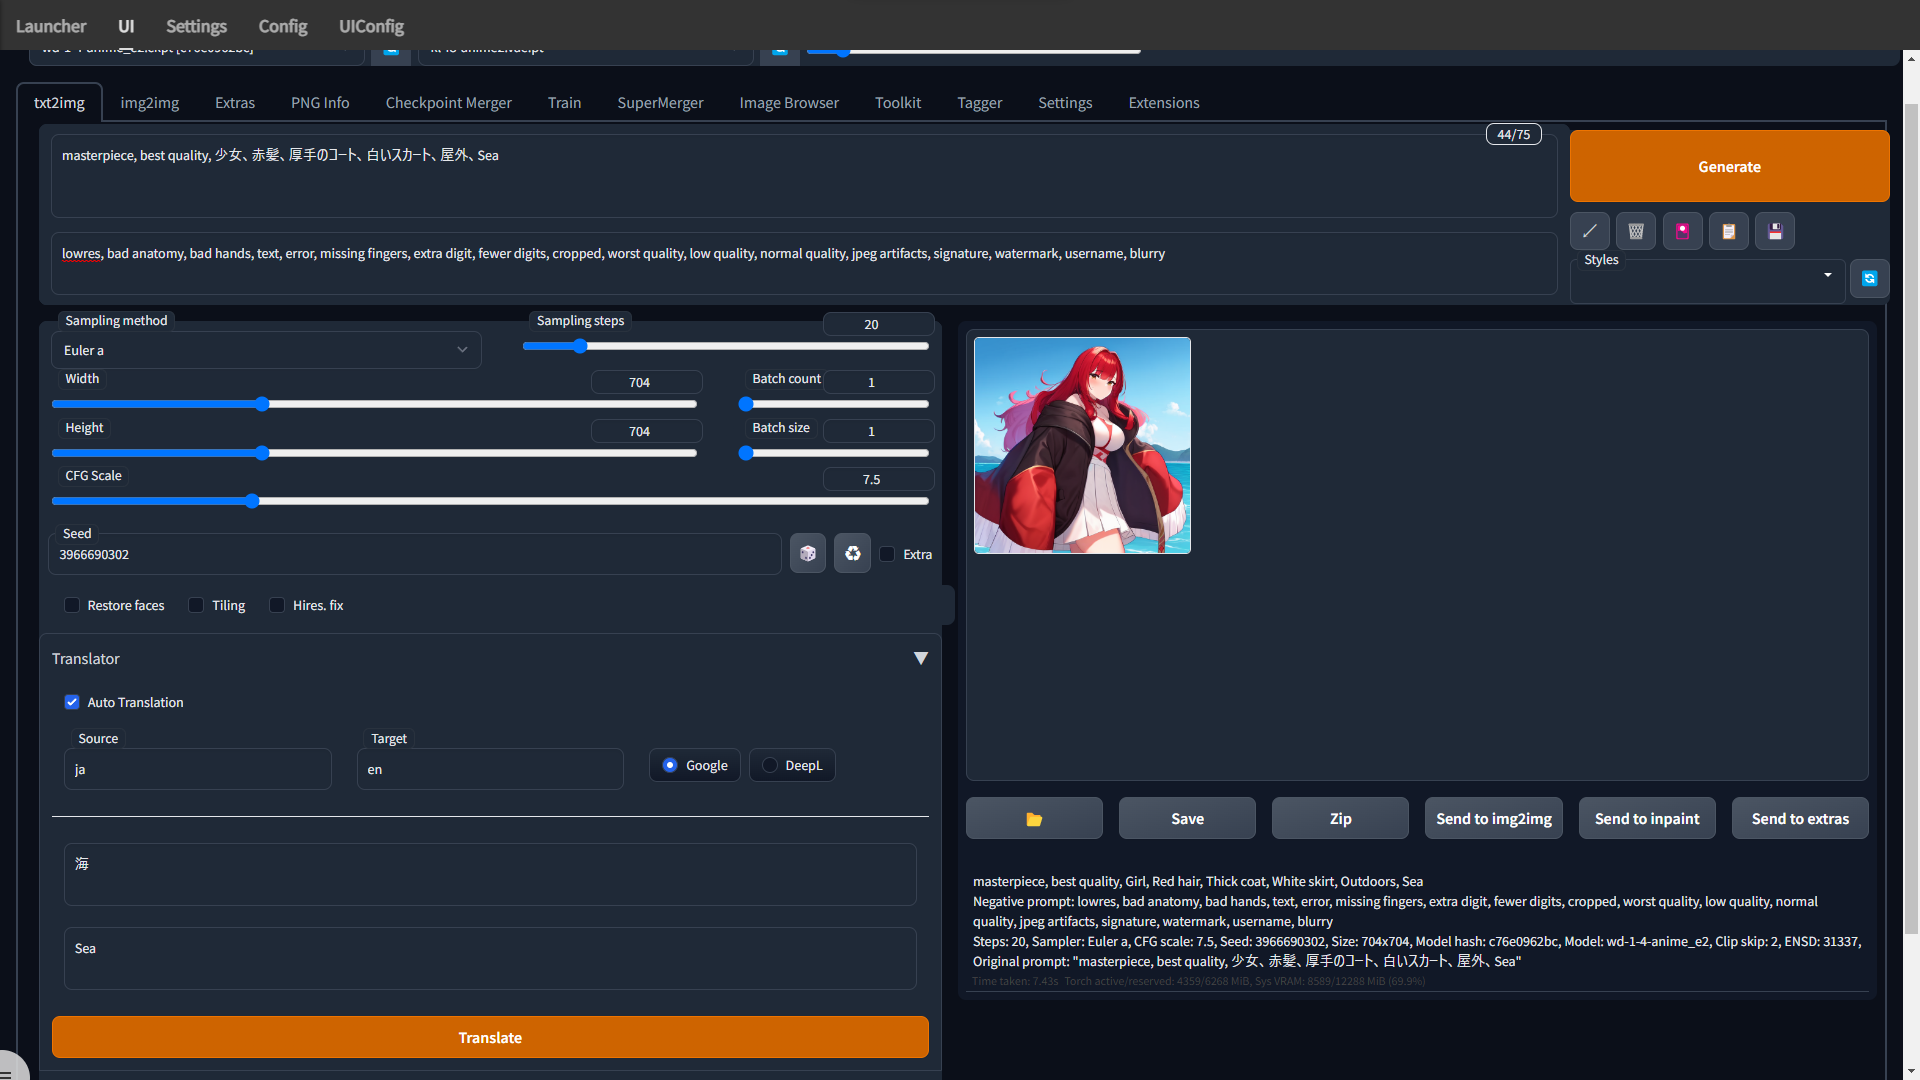 Launcher UI Settings Config UIConfig
txt2img img2img Extras PNG Info Checkpoint Merger Train SuperMerger Image Browser Toolkit Tagger Settings Extensions
44/75
masterpiece, best quality, 少女、赤髪、厚手のコート、白いスカート、屋外、Sea
Generate
lowres, bad anatomy, bad hands, text, error, missing fingers, extra digit, fewer digits, cropped, worst quality, low quality, normal quality, jpeg artifacts, signature, watermark, username, blurry
Styles
Sampling method
Euler a
Sampling steps
20
Width
704
Batch count
1
Height
704
Batch size
1
CFG Scale
7.5
Seed
3966690302
Extra
Restore faces Tiling Hires. fix
Translator
Auto Translation
Source
ja
Target
en
Google DeepL
海
Sea
Translate
Save Zip Send to img2img Send to inpaint Send to extras
masterpiece, best quality, Girl, Red hair, Thick coat, White skirt, Outdoors, Sea
Negative prompt: lowres, bad anatomy, bad hands, text, error, missing fingers, extra digit, fewer digits, cropped, worst quality, low quality, normal
quality, jpeg artifacts, signature, watermark, username, blurry
Steps: 20, Sampler: Euler a, CFG scale: 7.5, Seed: 3966690302, Size: 704x704, Model hash: c76e0962bc, Model: wd-1-4-anime_e2, Clip skip: 2, ENSD: 31337,
Original prompt: "masterpiece, best quality, 少女、赤髪、厚手のコート、白いスカート、屋外、Sea"
Time taken: 7.43s Torch active/reserved: 4359/6268 MiB, Sys VRAM: 8589/12288 MiB (69.9%)